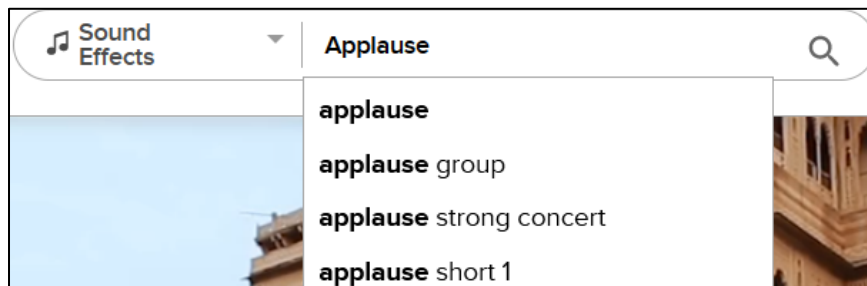 Sound
Effects
Applause
applause
applause group
applause strong concert
applause short 1